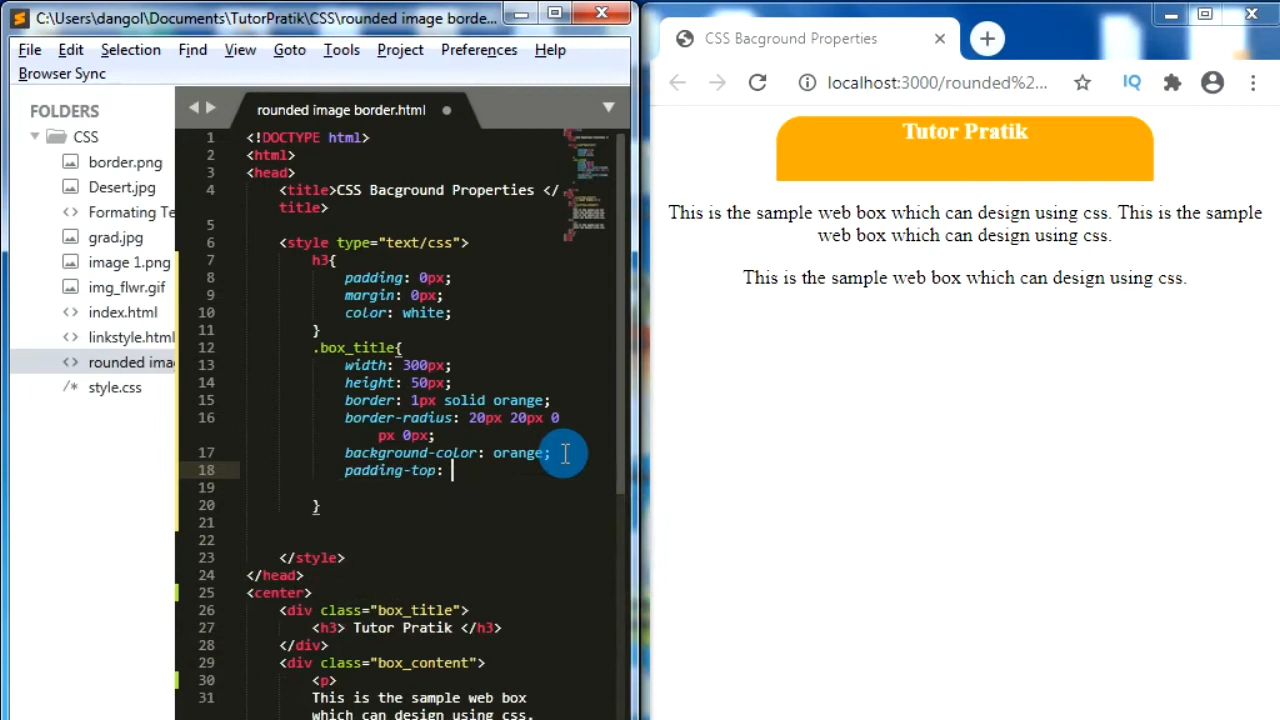 C:\Users\dangol\Documents\TutorPratik\CSS\rounded image borde...
File Edit Selection Find View Goto Tools Project Preferences Help
Browser Sync
FOLDERS
CSS
border.png
Desert.jpg
Formating Te
grad.jpg
image 1.png
img_flwr.gif
index.html
linkstyle.html
rounded ima
style.css
rounded image border.html
1 <!DOCTYPE html>
2 <html>
3 <head>
4 <title>CSS Bacground Properties </
title>
5
6 <style type="text/css">
7 h3{
8 padding: 0px;
9 margin: 0px;
10 color: white;
11 }
12 .box_title{
13 width: 300px;
14 height: 50px;
15 border: 1px solid orange;
16 border-radius: 20px 20px 0
px 0px;
17 background-color: orange;
18 padding-top:
19
20 }
21
22
23 </style>
24 </head>
25 <center>
26 <div class="box_title">
27 <h3> Tutor Pratik </h3>
28 </div>
29 <div class="box_content">
30 <p>
31 This is the sample web box
which can design using css.
CSS Bacground Properties
localhost:3000/rounded%2...
IQ
Tutor Pratik
This is the sample web box which can design using css. This is the sample
web box which can design using css.
This is the sample web box which can design using css.